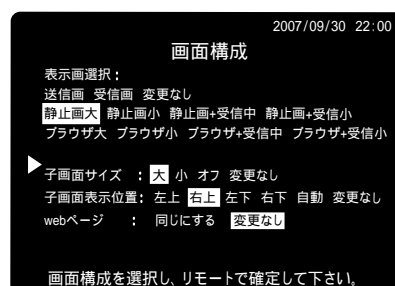 2007/09/30 22:00
画面構成
表示画選択：
送信画 受信画 変更なし
静止画大 静止画小 静止画+受信中 静止画+受信小
ブラウザ大 ブラウザ小 ブラウザ+受信中 ブラウザ+受信小
子画面サイズ ： 大 小 オフ 変更なし
子画面表示位置： 左上 右上 左下 右下 自動 変更なし
webページ ： 同じにする 変更なし
画面構成を選択し、リモートで確定して下さい。